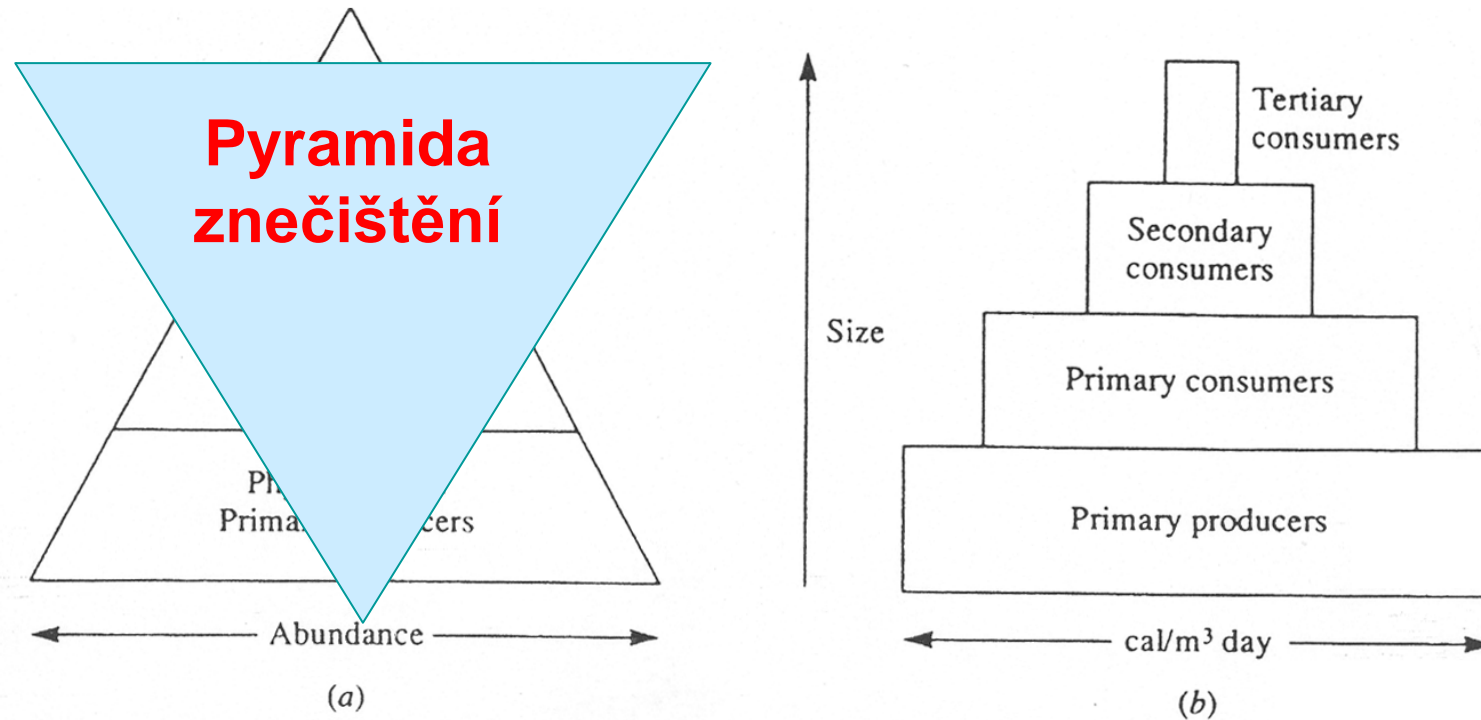 Pyramida
znečištění
Abundance
(a)
Size
Tertiary
consumers
Secondary
consumers
Primary consumers
Primary producers
cal/m³ day
(b)